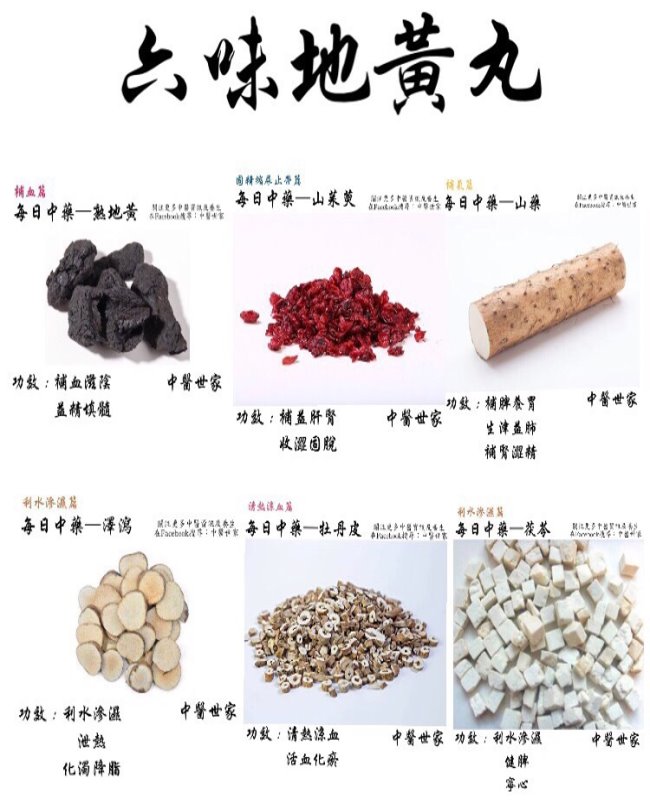 六味地黃丸
補血篇
每日中藥—熟地黃
關注更多中醫資訊及養生
在Facebook搜尋：中醫世家
功效：補血滋陰
益精填髓
中醫世家
固精縮尿止帶篇
每日中藥—山茱萸
關注更多中醫資訊及養生
在Facebook搜尋：中醫世家
功效：補益肝腎
收澀固脫
中醫世家
補氣篇
每日中藥—山藥
關注更多中醫資訊及養生
在Facebook搜尋：中醫世家
功效：補脾養胃
生津益肺
補腎澀精
中醫世家
利水滲濕篇
每日中藥—澤瀉
關注更多中醫資訊及養生
在Facebook搜尋：中醫世家
功效：利水滲濕
泄熱
化濁降脂
中醫世家
清熱涼血篇
每日中藥—牡丹皮
關注更多中醫資訊及養生
在Facebook搜尋：中醫世家
功效：清熱涼血
活血化瘀
中醫世家
利水滲濕篇
每日中藥—茯苓
關注更多中醫資訊及養生
在Facebook搜尋：中醫世家
功效：利水滲濕
健脾
寧心
中醫世家